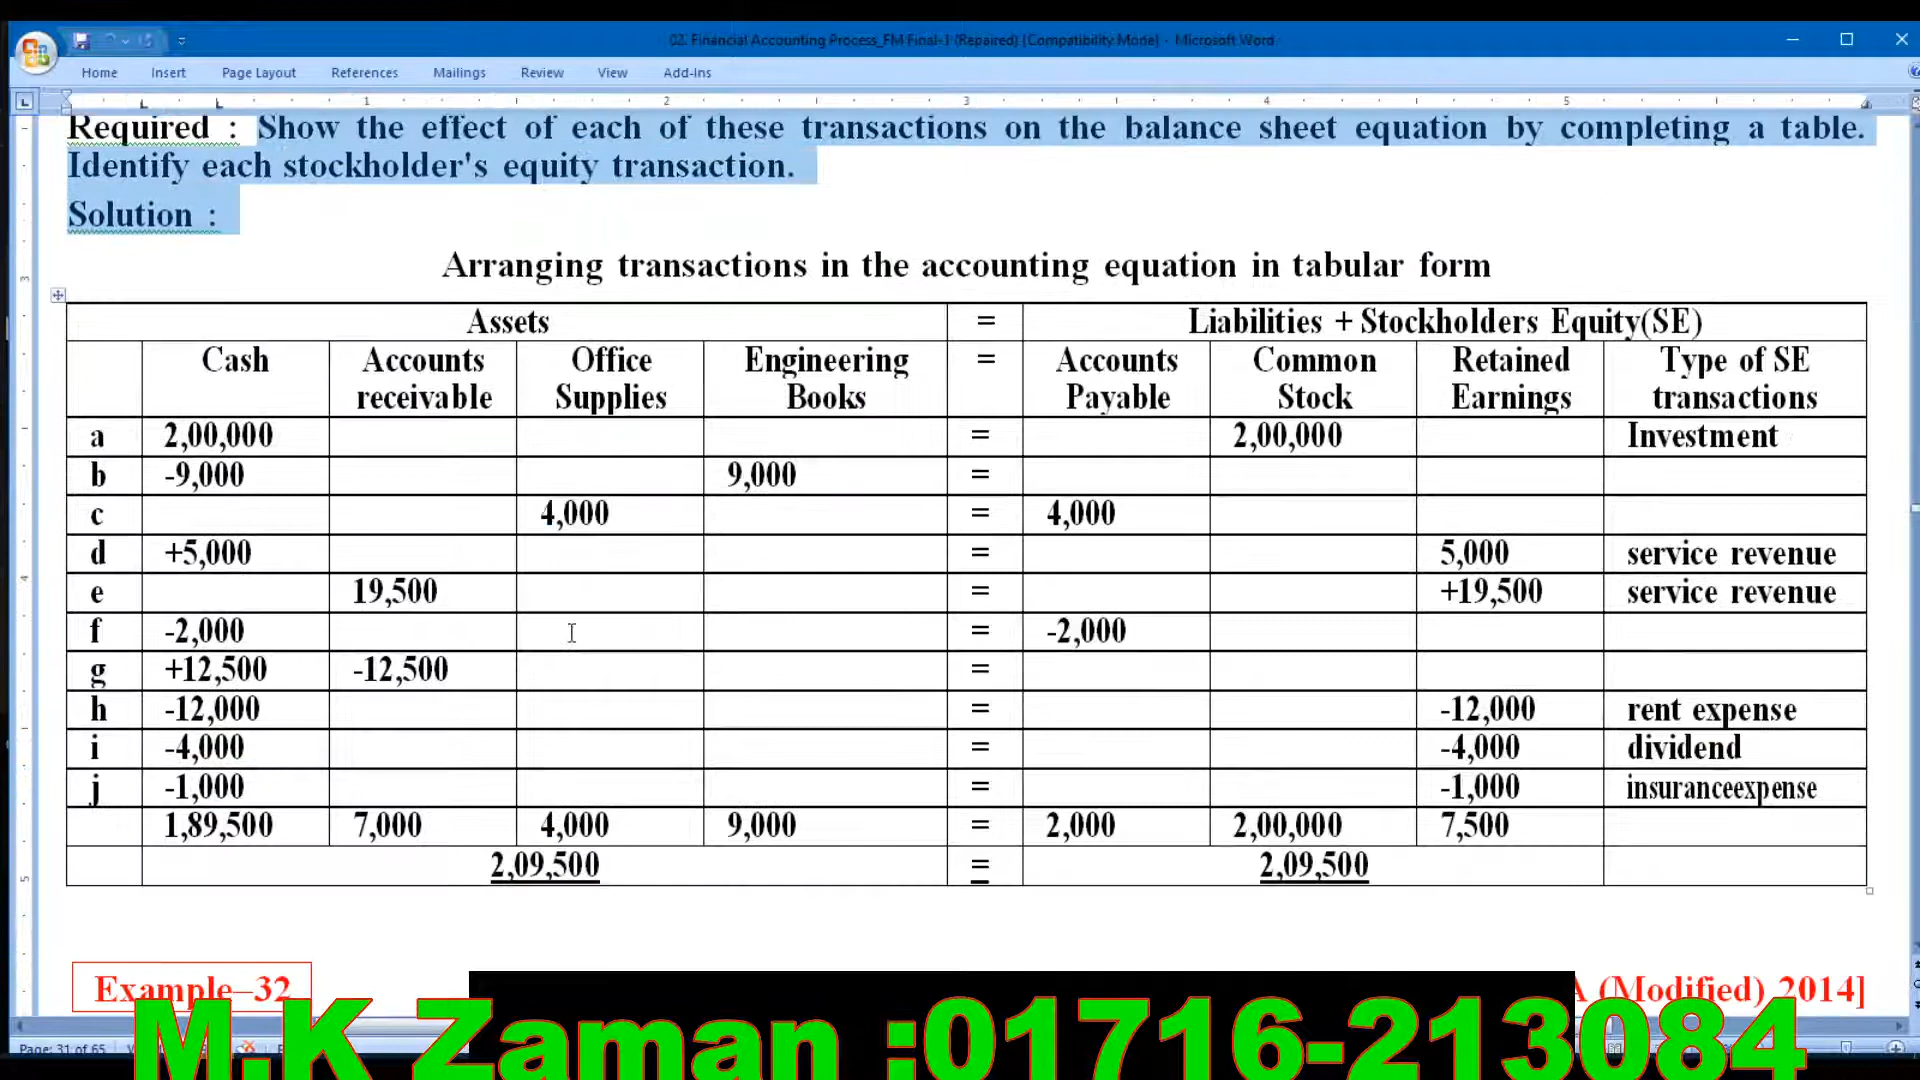 02. Financial Accounting Process_FM Final-1 (Repaired) [Compatibility Mode] - Microsoft Word
Home Insert Page Layout References Mailings Review View Add-Ins
1 2 3 4 5
Required : Show the effect of each of these transactions on the balance sheet equation by completing a table.
Identify each stockholder's equity transaction.
Solution :
Arranging transactions in the accounting equation in tabular form
Assets = Liabilities + Stockholders Equity(SE)
Cash Accounts receivable Office Supplies Engineering Books = Accounts Payable Common Stock Retained Earnings Type of SE transactions
a 2,00,000 = 2,00,000 Investment
b -9,000 9,000 =
c 4,000 = 4,000
d +5,000 = 5,000 service revenue
e 19,500 = +19,500 service revenue
f -2,000 = -2,000
g +12,500 -12,500 =
h -12,000 = -12,000 rent expense
i -4,000 = -4,000 dividend
j -1,000 = -1,000 insuranceexpense
1,89,500 7,000 4,000 9,000 = 2,000 2,00,000 7,500
2,09,500 = 2,09,500
Example–32 (Modified) 2014]
Page: 31 of 65
M.K Zaman :01716-213084